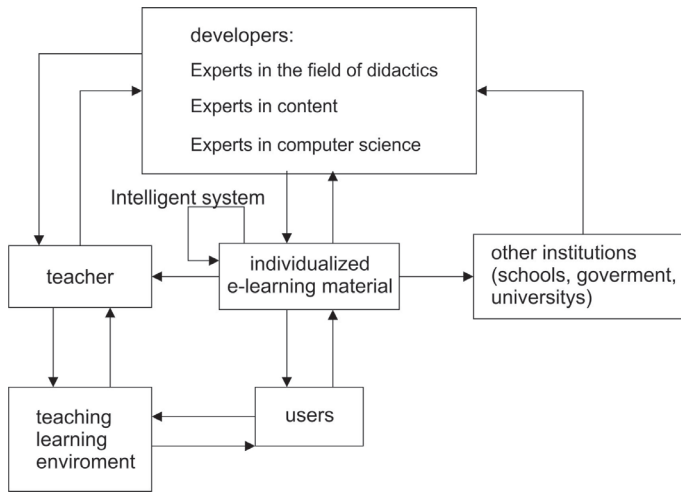 developers:
Experts in the field of didactics
Experts in content
Experts in computer science
Intelligent system
teacher
individualized
e-learning material
other institutions
(schools, goverment,
universitys)
teaching
learning
enviroment
users